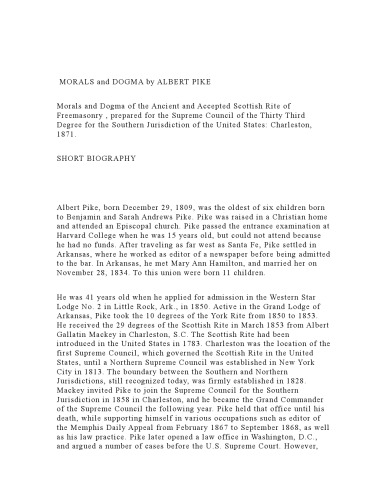 MORALS and DOGMA by ALBERT PIKE
Morals and Dogma of the Ancient and Accepted Scottish Rite of
Freemasonry , prepared for the Supreme Council of the Thirty Third
Degree for the Southern Jurisdiction of the United States: Charleston,
1871.
SHORT BIOGRAPHY
Albert Pike, born December 29, 1809, was the oldest of six children born
to Benjamin and Sarah Andrews Pike. Pike was raised in a Christian home
and attended an Episcopal church. Pike passed the entrance examination at
Harvard College when he was 15 years old, but could not attend because
he had no funds. After traveling as far west as Santa Fe, Pike settled in
Arkansas, where he worked as editor of a newspaper before being admitted
to the bar. In Arkansas, he met Mary Ann Hamilton, and married her on
November 28, 1834. To this union were born 11 children.
He was 41 years old when he applied for admission in the Western Star
Lodge No. 2 in Little Rock, Ark., in 1850. Active in the Grand Lodge of
Arkansas, Pike took the 10 degrees of the York Rite from 1850 to 1853.
He received the 29 degrees of the Scottish Rite in March 1853 from Albert
Gallatin Mackey in Charleston, S.C. The Scottish Rite had been
introduced in the United States in 1783. Charleston was the location of the
first Supreme Council, which governed the Scottish Rite in the United
States, until a Northern Supreme Council was established in New York
City in 1813. The boundary between the Southern and Northern
Jurisdictions, still recognized today, was firmly established in 1828.
Mackey invited Pike to join the Supreme Council for the Southern
Jurisdiction in 1858 in Charleston, and he became the Grand Commander
of the Supreme Council the following year. Pike held that office until his
death, while supporting himself in various occupations such as editor of
the Memphis Daily Appeal from February 1867 to September 1868, as well
as his law practice. Pike later opened a law office in Washington, D.C.,
and argued a number of cases before the U.S. Supreme Court. However,